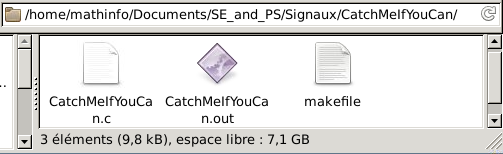 /home/mathinfo/Documents/SE_and_PS/Signaux/CatchMeIfYouCan/
...
CatchMeIfYouCa
n.c
CatchMeIfYouCa
n.out
makefile
3 éléments (9,8 kB), espace libre : 7,1 GB